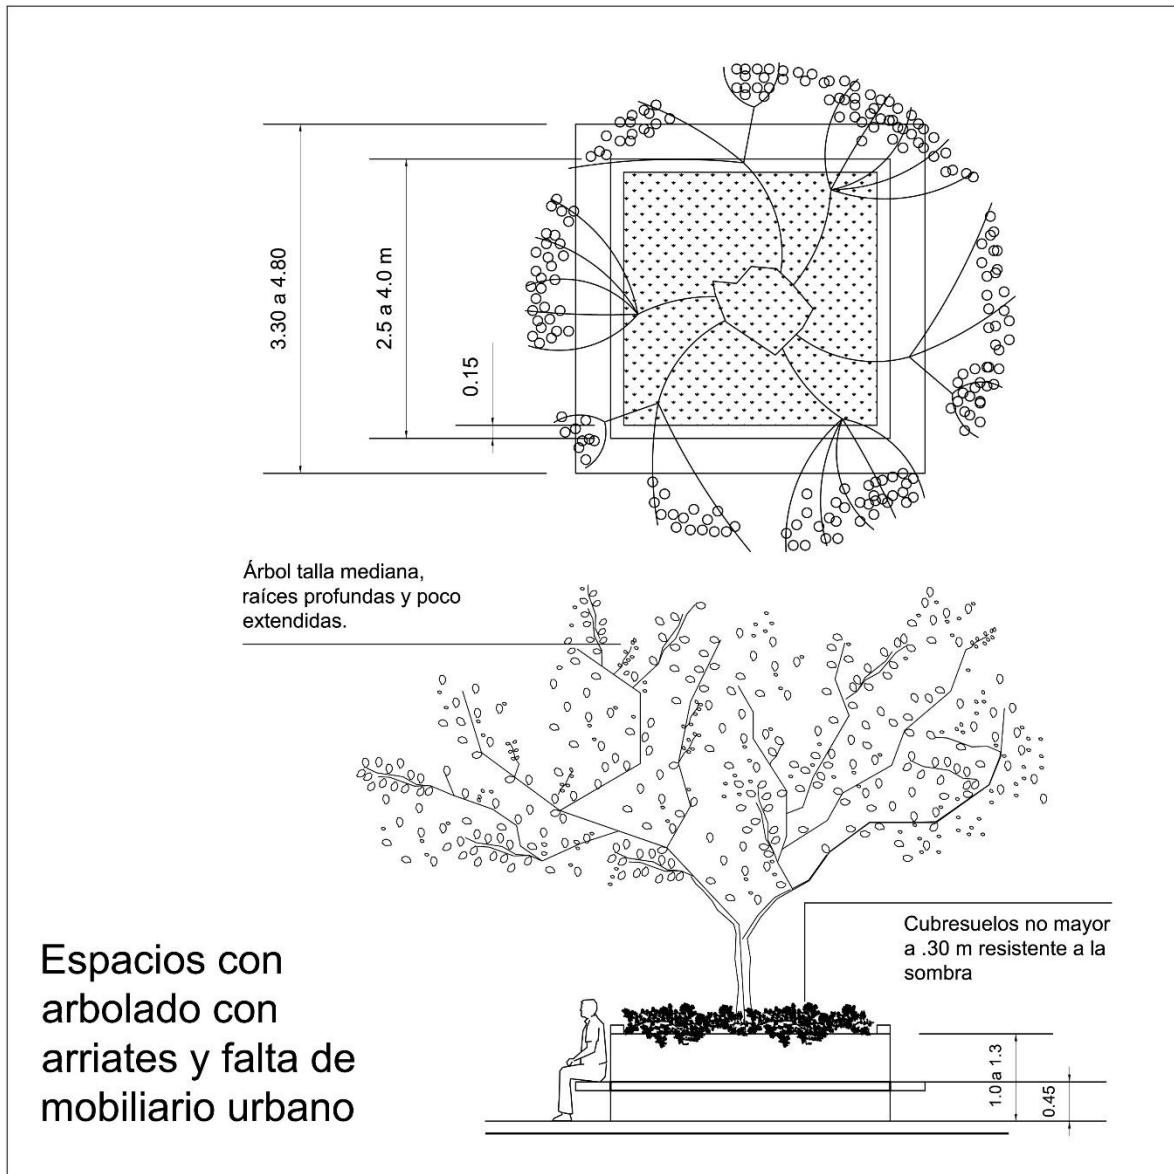 3.30 a 4.80
2.5 a 4.0 m
0.15
Árbol talla mediana,
raíces profundas y poco
extendidas.
Cubresuelos no mayor
a .30 m resistente a la
sombra
Espacios con
arbolado con
arriates y falta de
mobiliario urbano
1.0 a 1.3
0.45